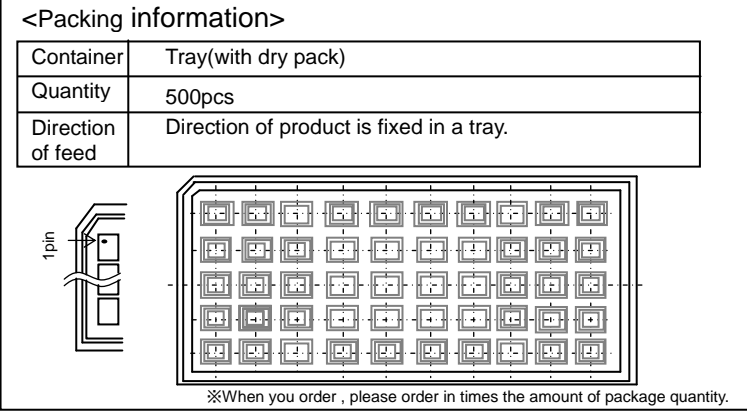 <Packing information>
Container Tray(with dry pack)
Quantity 500pcs
Direction of feed Direction of product is fixed in a tray.
1pin
※When you order , please order in times the amount of package quantity.